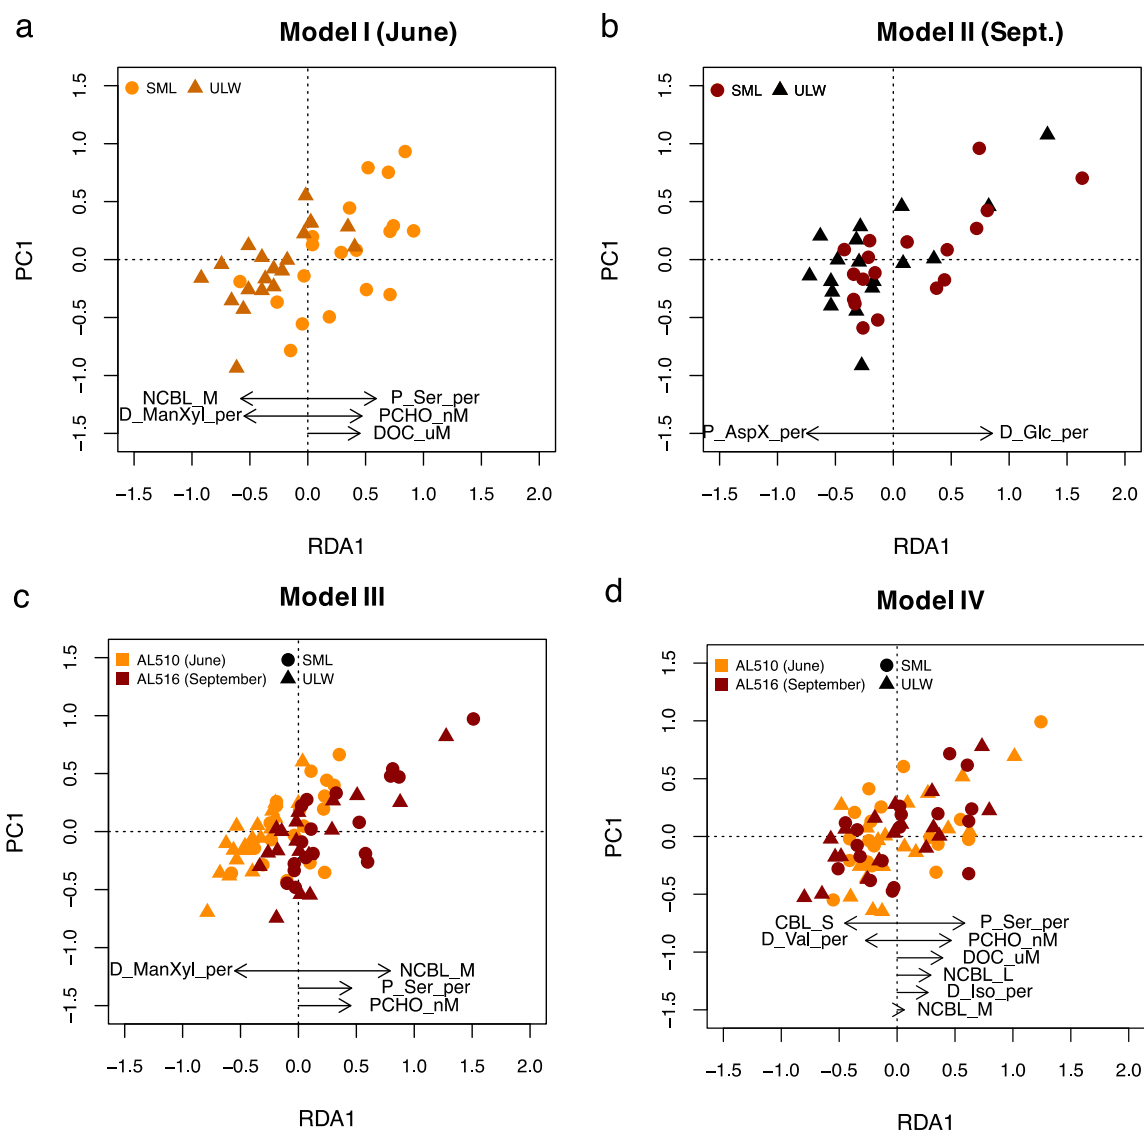 a
Model I (June)
SML ULW
1.5
1.0
0.5
0.0
−0.5
−1.0
−1.5
PC1
NCBL_M P_Ser_per
D_ManXyl_per PCHO_nM
DOC_uM
−1.5 −1.0 −0.5 0.0 0.5 1.0 1.5 2.0
RDA1
b
Model II (Sept.)
SML ULW
1.5
1.0
0.5
0.0
−0.5
−1.0
−1.5
PC1
P_AspX_per D_Glc_per
−1.5 −1.0 −0.5 0.0 0.5 1.0 1.5 2.0
RDA1
c
Model III
AL510 (June) SML
AL516 (September) ULW
1.5
1.0
0.5
0.0
−0.5
−1.0
−1.5
PC1
D_ManXyl_per NCBL_M
P_Ser_per
PCHO_nM
−1.5 −1.0 −0.5 0.0 0.5 1.0 1.5 2.0
RDA1
d
Model IV
AL510 (June) SML
AL516 (September) ULW
1.5
1.0
0.5
0.0
−0.5
−1.0
−1.5
PC1
CBL_S P_Ser_per
D_Val_per PCHO_nM
DOC_uM
NCBL_L
D_Iso_per
NCBL_M
−1.5 −1.0 −0.5 0.0 0.5 1.0 1.5 2.0
RDA1